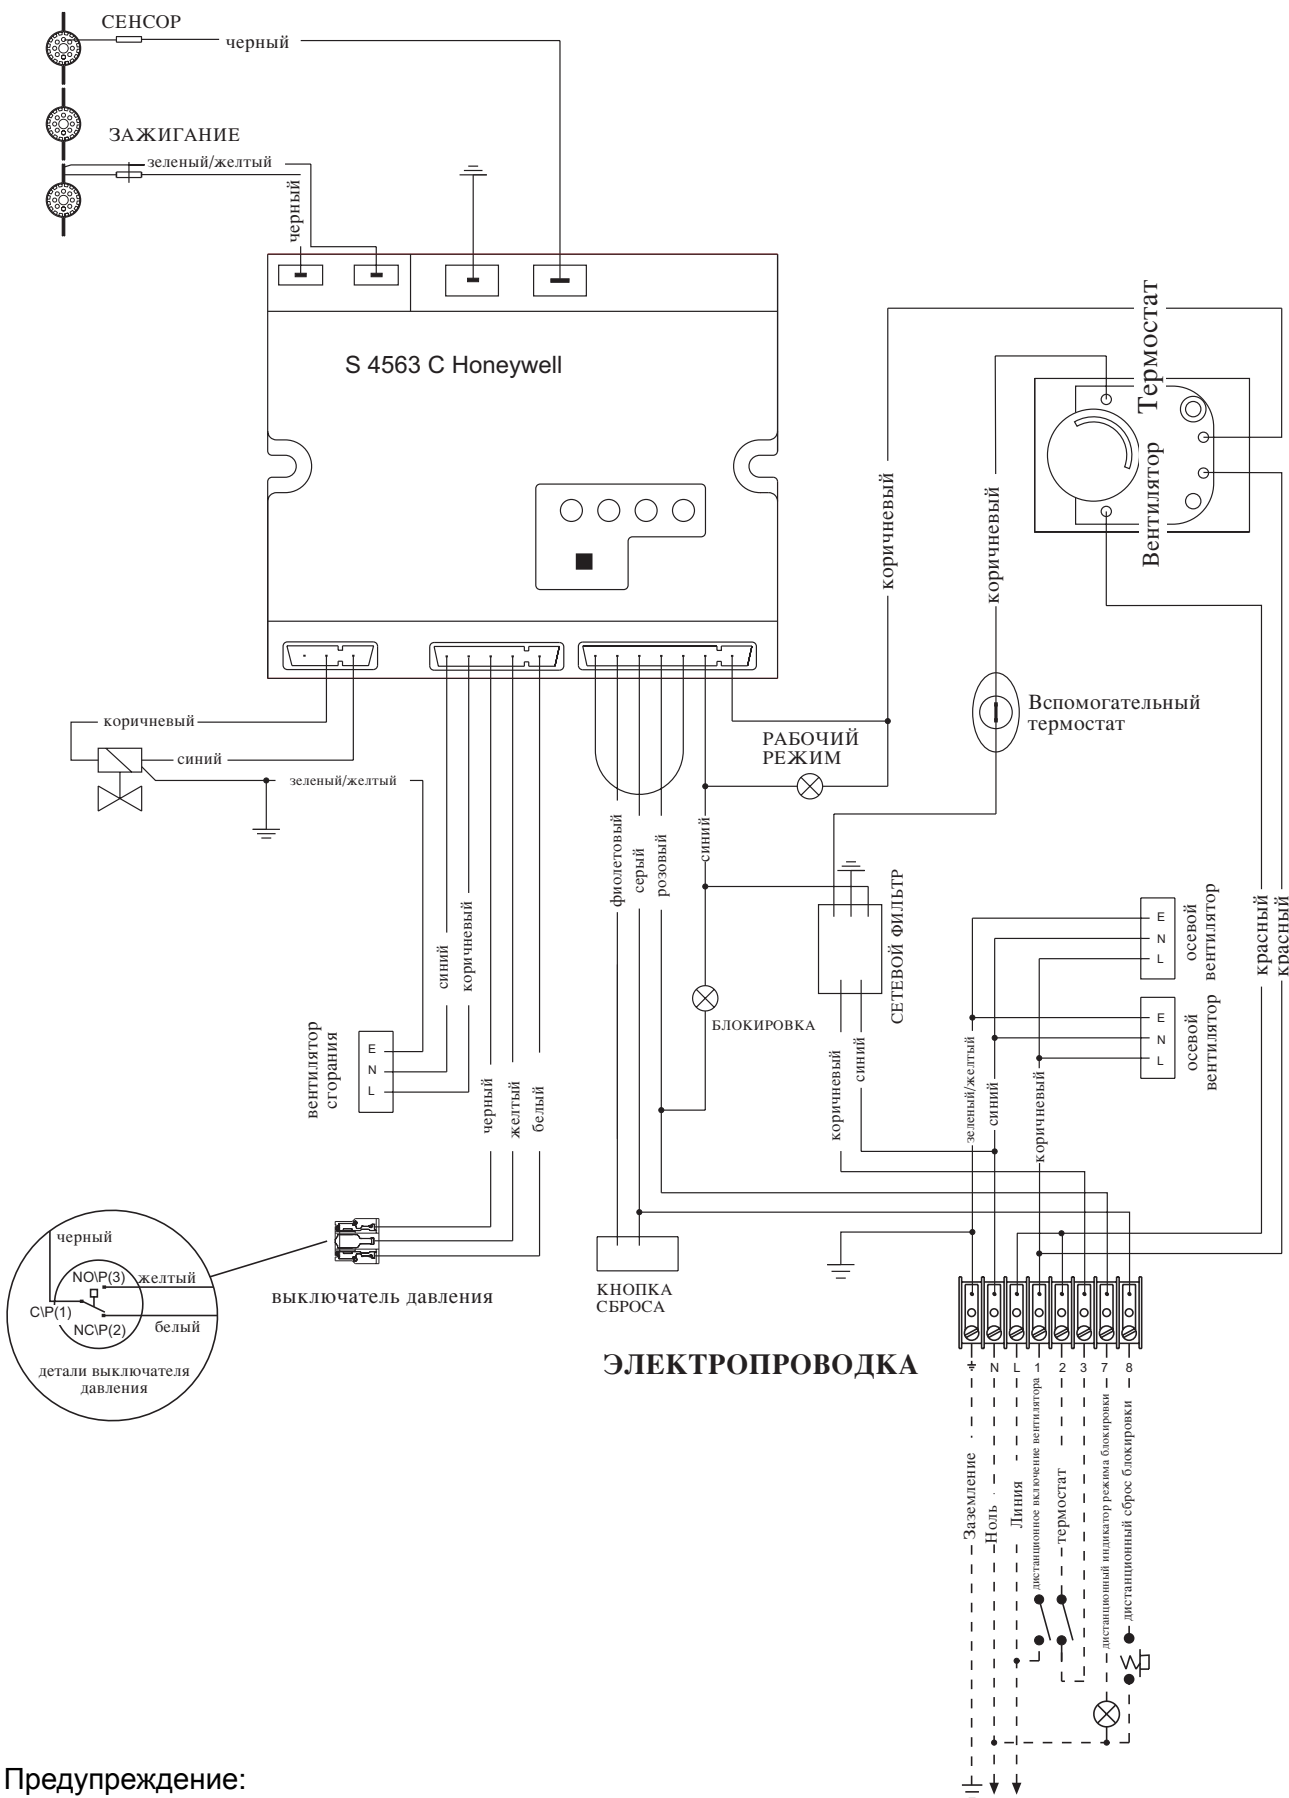 СЕНСОР
черный
ЗАЖИГАНИЕ
зеленый/желтый
черный
S 4563 C Honeywell
Термостат
Вентилятор
коричневый
коричневый
Вспомогательный
термостат
коричневый
синий
зеленый/желтый
РАБОЧИЙ
РЕЖИМ
фиолетовый
серый
розовый
синий
СЕТЕВОЙ ФИЛЬТР
красный
красный
E
N
L
осевой
вентилятор
E
N
L
осевой
вентилятор
синий
коричневый
БЛОКИРОВКА
вентилятор
сгорания
E
N
L
черный
желтый
белый
коричневый
синий
зеленый/желтый
синий
коричневый
черный
NO\P(3)
желтый
C\P(1)
NC\P(2)
белый
детали выключателя
давления
выключатель давления
КНОПКА
СБРОСА
ЭЛЕКТРОПРОВОДКА
N L 1 2 3 7 8
Заземление
Ноль
Линия
дистанционное включение вентилятора
термостат
дистанционный индикатор режима блокировки
дистанционный сброс блокировки
Предупреждение: